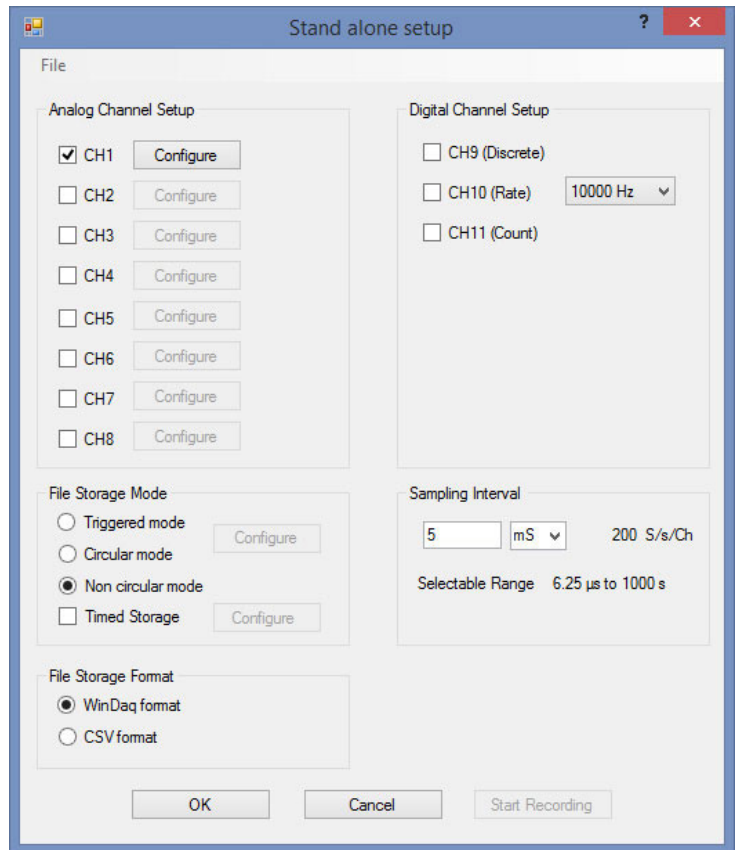 Stand alone setup ? ×
File
Analog Channel Setup
CH1 Configure
CH2 Configure
CH3 Configure
CH4 Configure
CH5 Configure
CH6 Configure
CH7 Configure
CH8 Configure
Digital Channel Setup
CH9 (Discrete)
CH10 (Rate) 10000 Hz
CH11 (Count)
File Storage Mode
Triggered mode
Configure
Circular mode
Non circular mode
Timed Storage Configure
Sampling Interval
5 mS 200 S/s/Ch
Selectable Range 6.25 µs to 1000 s
File Storage Format
WinDaq format
CSV format
OK Cancel Start Recording